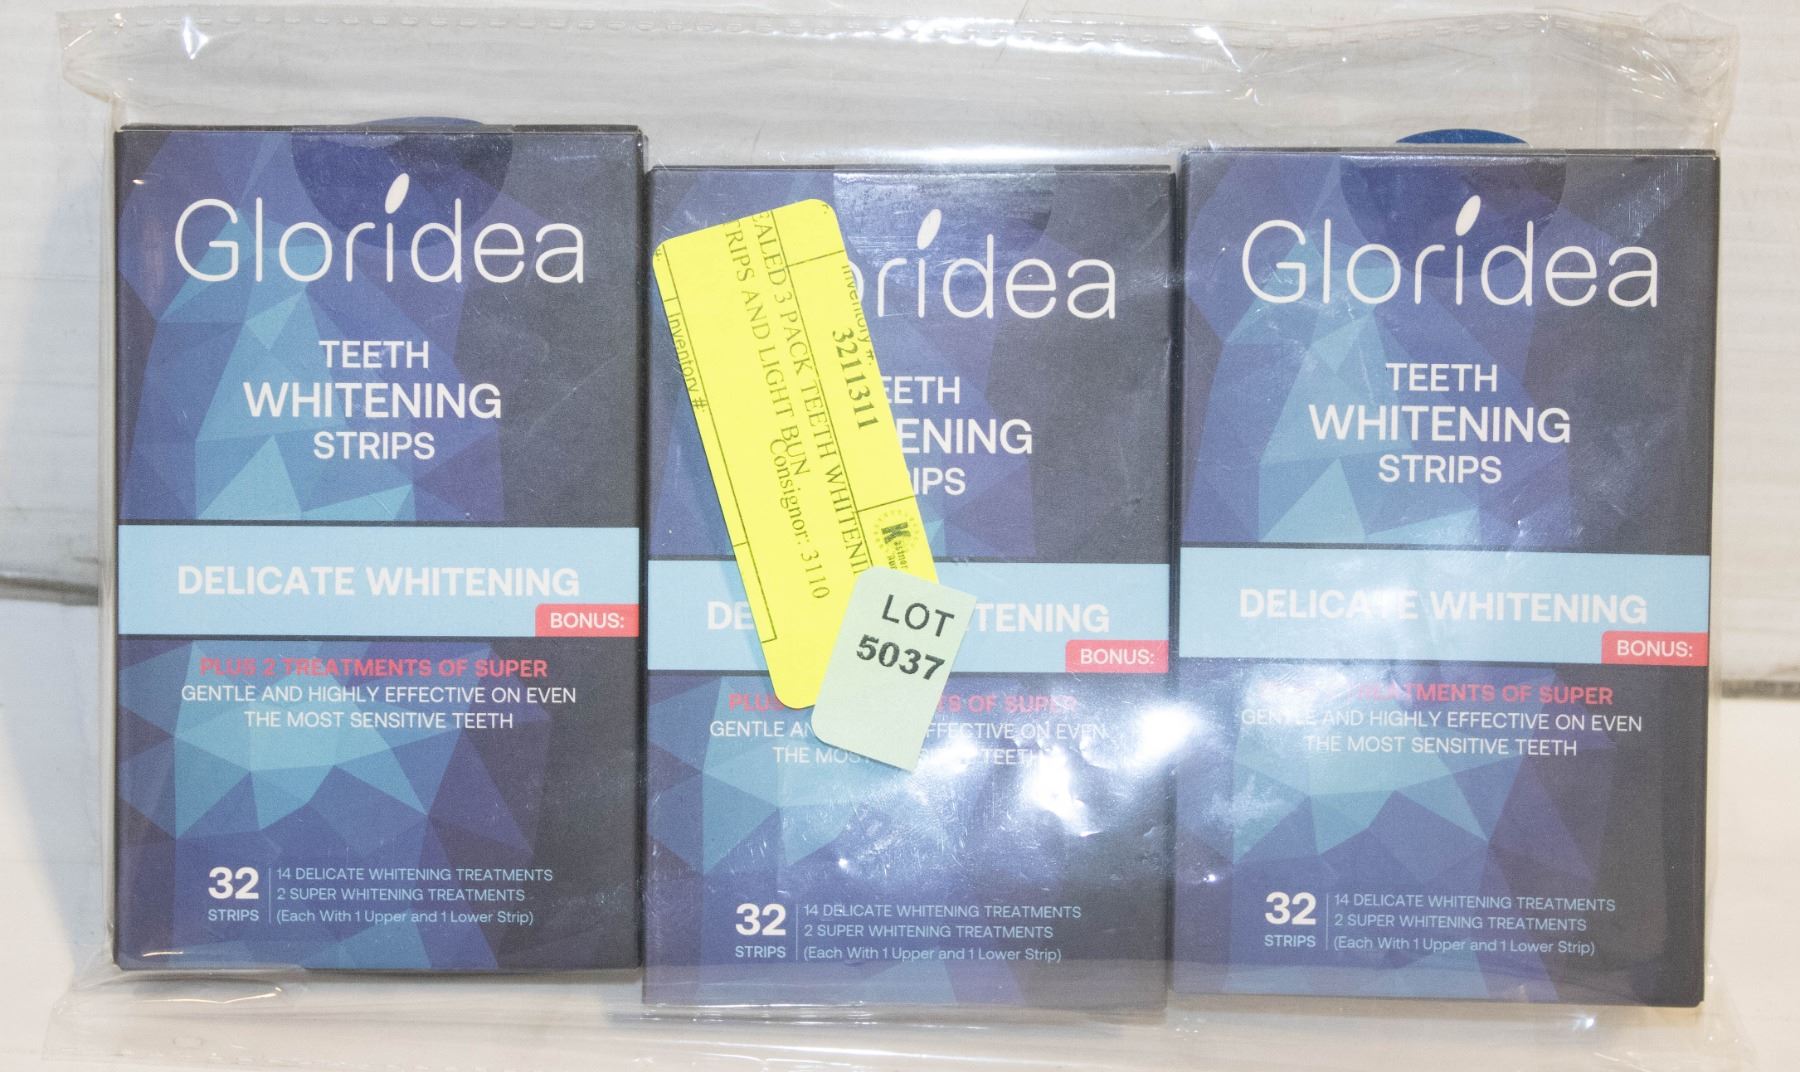 Gloridea
TEETH
WHITENING
STRIPS
DELICATE WHITENING
BONUS:
PLUS 2 TREATMENTS OF SUPER
GENTLE AND HIGHLY EFFECTIVE ON EVEN
THE MOST SENSITIVE TEETH
32 STRIPS
14 DELICATE WHITENING TREATMENTS
2 SUPER WHITENING TREATMENTS
(Each With 1 Upper and 1 Lower Strip)
oridea
EETH
ENING
IPS
DE TENING
BONUS:
PLUS TS OF SUPER
GENTLE AN FFECTIVE ON EVEN
THE MOS TEETH
32 STRIPS
14 DELICATE WHITENING TREATMENTS
2 SUPER WHITENING TREATMENTS
(Each With 1 Upper and 1 Lower Strip)
Inventory #:
3211311
EALED 3 PACK TEETH WHITENI
TRIPS AND LIGHT BUN
Consignor: 3110
Inventory #:
LOT
5037
Gloridea
TEETH
WHITENING
STRIPS
DELICATE WHITENING
BONUS:
TREATMENTS OF SUPER
GENTLE AND HIGHLY EFFECTIVE ON EVEN
THE MOST SENSITIVE TEETH
32 STRIPS
14 DELICATE WHITENING TREATMENTS
2 SUPER WHITENING TREATMENTS
(Each With 1 Upper and 1 Lower Strip)